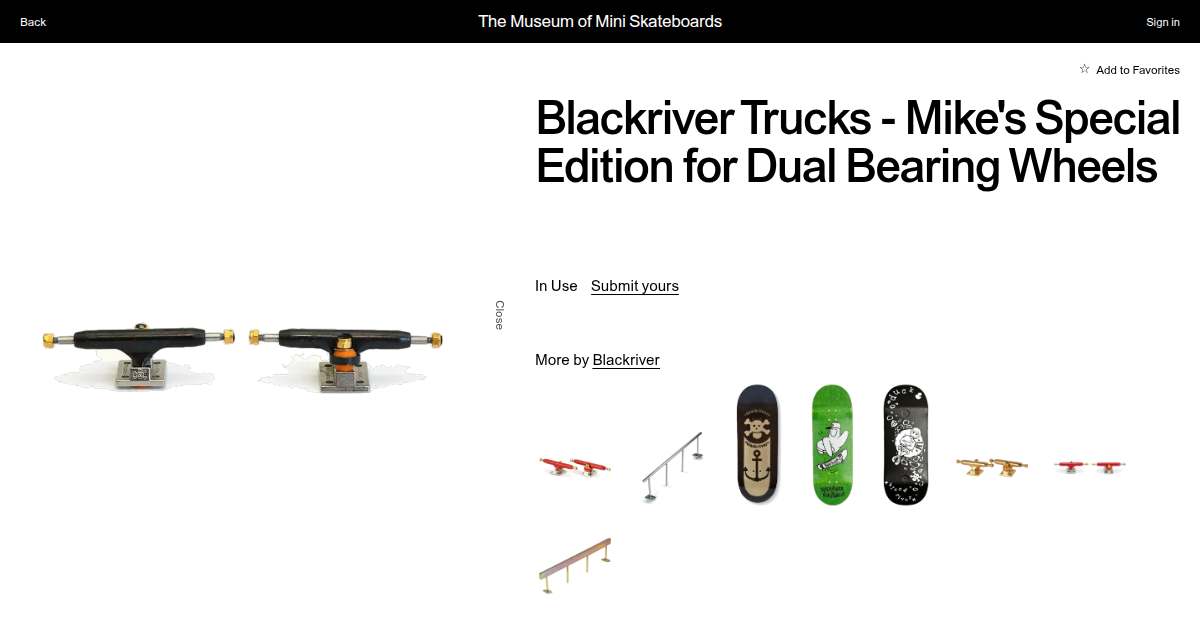 Back
The Museum of Mini Skateboards
Sign in
☆ Add to Favorites
Blackriver Trucks - Mike's Special
Edition for Dual Bearing Wheels
Close
In Use Submit yours
More by Blackriver